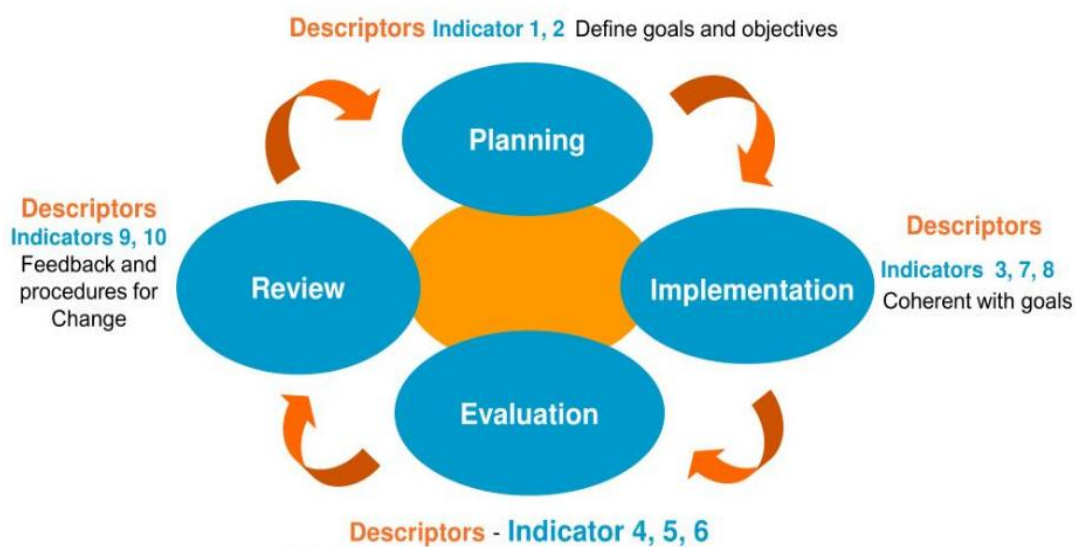 Descriptors Indicator 1, 2 Define goals and objectives
Planning
Descriptors
Indicators 9, 10
Feedback and
procedures for
Change
Review
Implementation
Descriptors
Indicators 3, 7, 8
Coherent with goals
Evaluation
Descriptors - Indicator 4, 5, 6